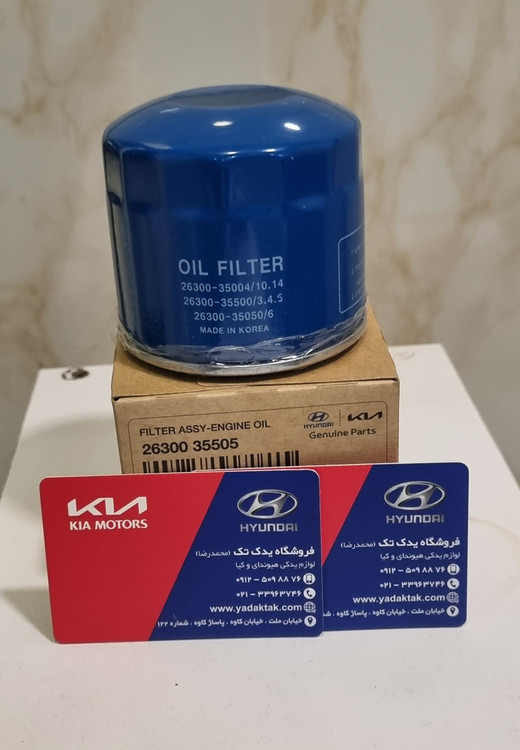 OIL FILTER
26300-35004/10.14
26300-35500/3.4.5
26300-35050/6
MADE IN KOREA
FILTER ASSY-ENGINE OIL
26300 35505
HYUNDAI
KIA
Genuine Parts
KIA
KIA MOTORS
HYUNDAI
فروشگاه یدک تک (محمدرضا)
لوازم یدکی هیوندای و کیا
۰۹۱۲ – ۵۰۹ ۸۸ ۷۶
۰۲۱ – ۳۳۹۶۳۷۴۶
www.yadaktak.com
خیابان ملت ، خیابان کاوه ، پاساژ کاوه ، شماره ۱۲۲
HYUNDAI
فروشگاه یدک تک (محمدرضا)
لوازم یدکی هیوندای و کیا
۰۹۱۲ – ۵۰۹ ۸۸ ۷۶
۰۲۱ – ۳۳۹۶۳۷۴۶
www.yadaktak.com
خیابان ملت ، خیابان کاوه ، پاساژ کاوه ،